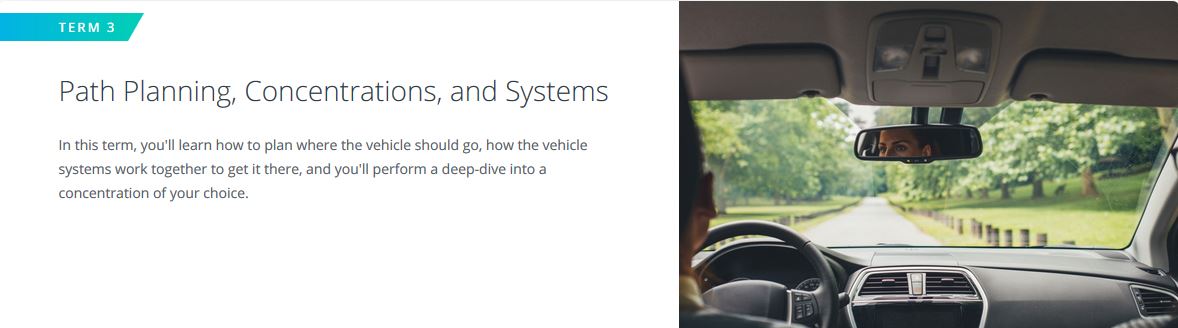 TERM 3
Path Planning, Concentrations, and Systems
In this term, you'll learn how to plan where the vehicle should go, how the vehicle
systems work together to get it there, and you'll perform a deep-dive into a
concentration of your choice.